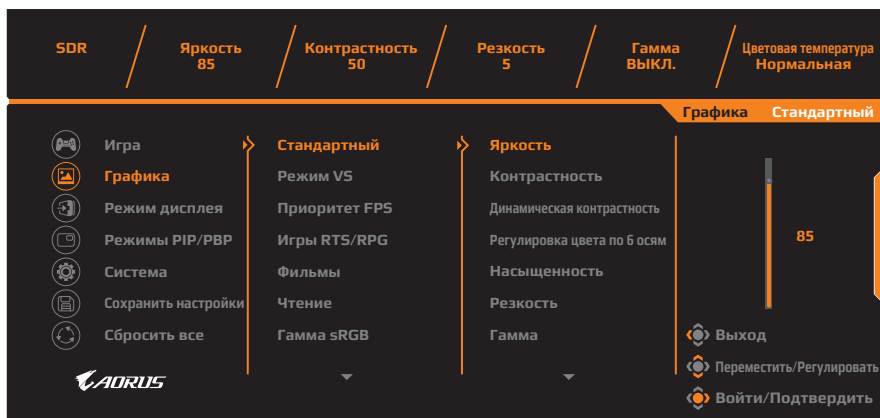 SDR
Яркость
85
Контрастность
50
Резкость
5
Гамма
ВЫКЛ.
Цветовая температура
Нормальная
Графика Стандартный
Игра
Графика
Режим дисплея
Режимы PIP/PBP
Система
Сохранить настройки
Сбросить все
Стандартный
Режим VS
Приоритет FPS
Игры RTS/RPG
Фильмы
Чтение
Гамма sRGB
Яркость
Контрастность
Динамическая контрастность
Регулировка цвета по 6 осям
Насыщенность
Резкость
Гамма
85
Выход
Переместить/Регулировать
Войти/Подтвердить
AORUS